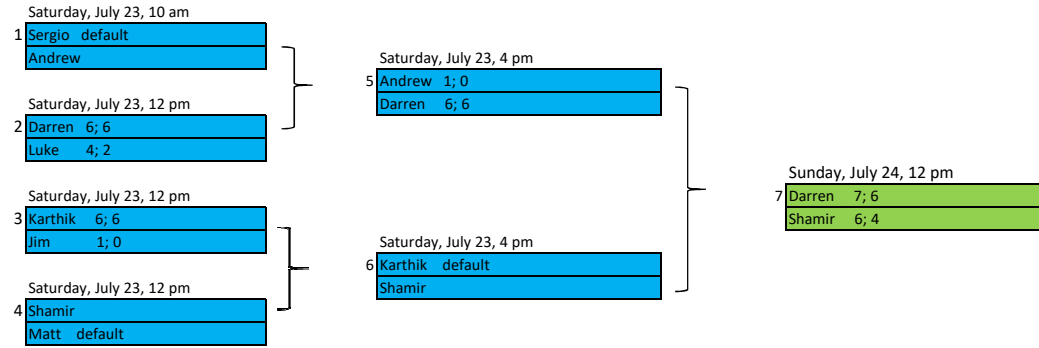 Saturday, July 23, 10 am
1 Sergio default
Andrew
Saturday, July 23, 12 pm
2 Darren 6; 6
Luke 4; 2
Saturday, July 23, 12 pm
3 Karthik 6; 6
Jim 1; 0
Saturday, July 23, 12 pm
4 Shamir
Matt default
Saturday, July 23, 4 pm
5 Andrew 1; 0
Darren 6; 6
Saturday, July 23, 4 pm
6 Karthik default
Shamir
Sunday, July 24, 12 pm
7 Darren 7; 6
Shamir 6; 4